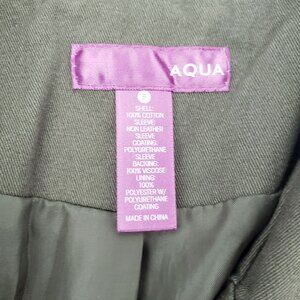 AQUA
SHELL:
100% COTTON
SLEEVE
NON LEATHER
SLEEVE
COATING:
POLYURETHANE
SLEEVE
BACKING:
100% VISCOSE
LINING:
100%
POLYESTER W/
POLYURETHANE
COATING
MADE IN CHINA